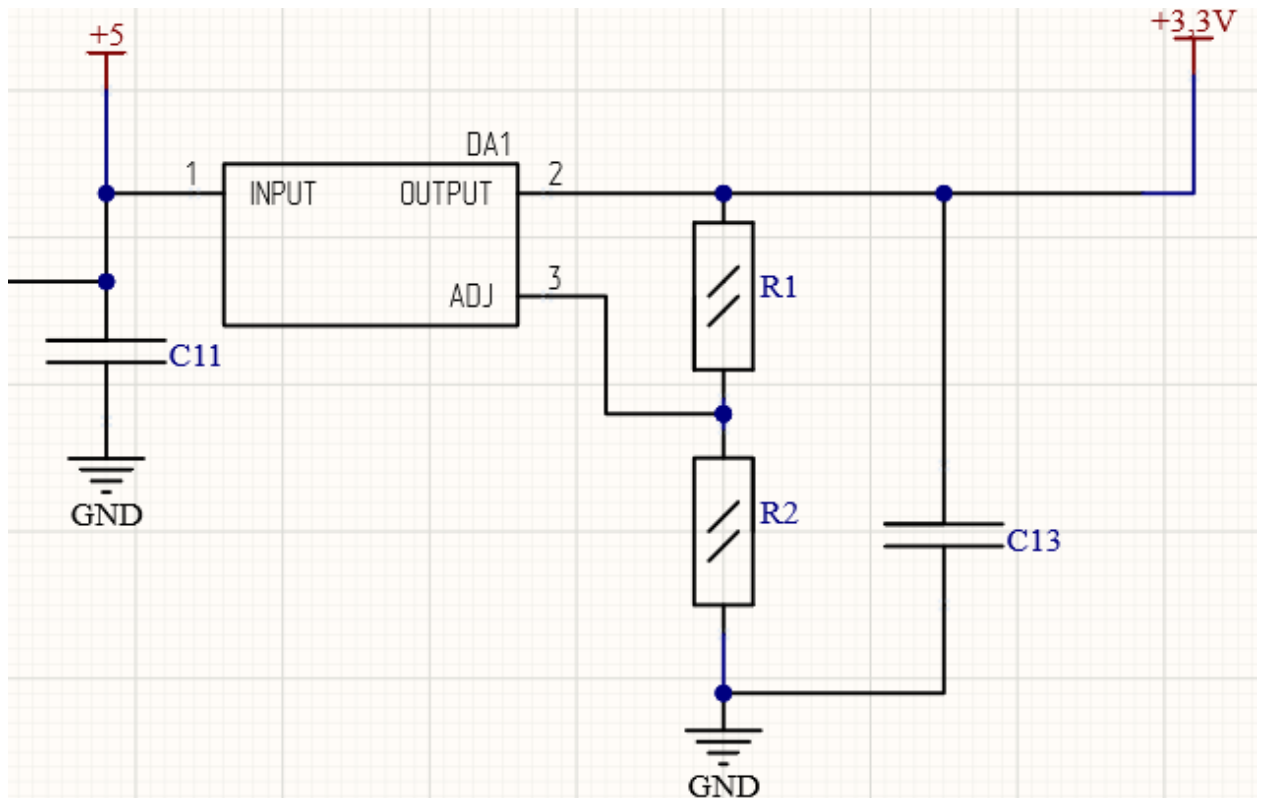 +5
+3,3V
DA1
1
INPUT
OUTPUT
2
ADJ
3
R1
C11
GND
R2
C13
GND